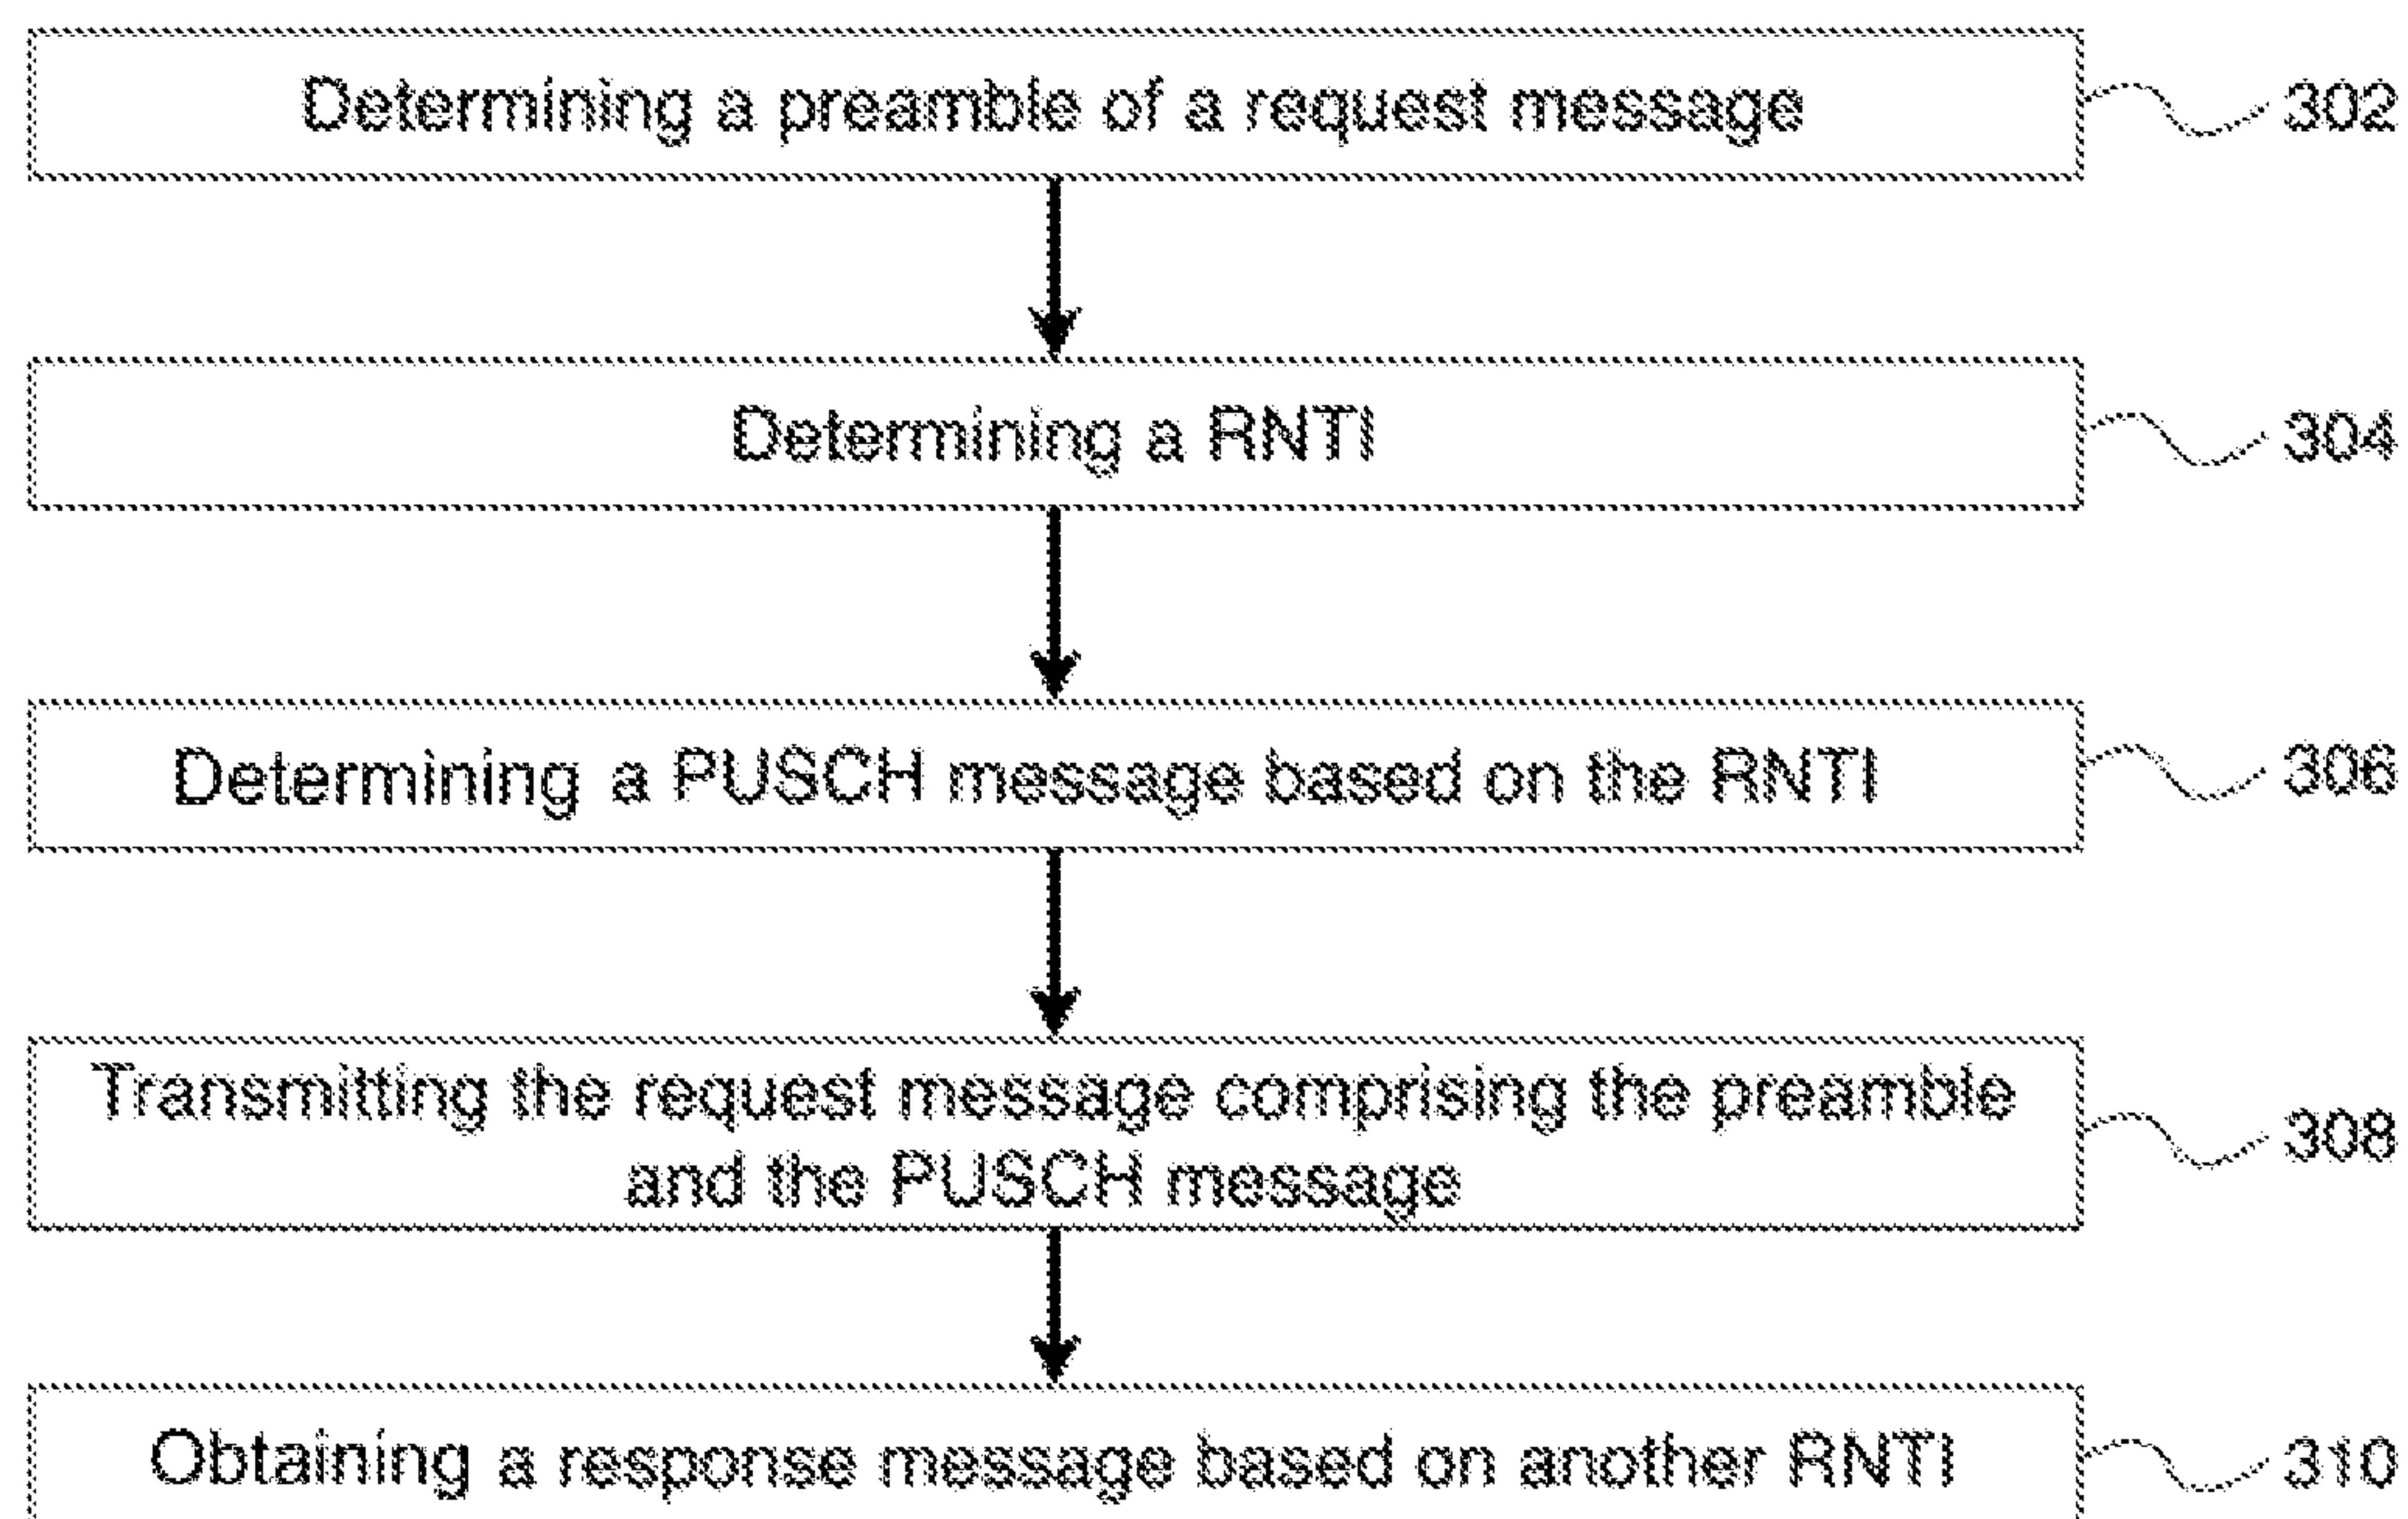 Determining a preamble of a request message
302
Determining a RNTI
304
Determining a PUSCH message based on the RNTI
306
Transmitting the request message comprising the preamble
and the PUSCH message
308
Obtaining a response message based on another RNTI
310